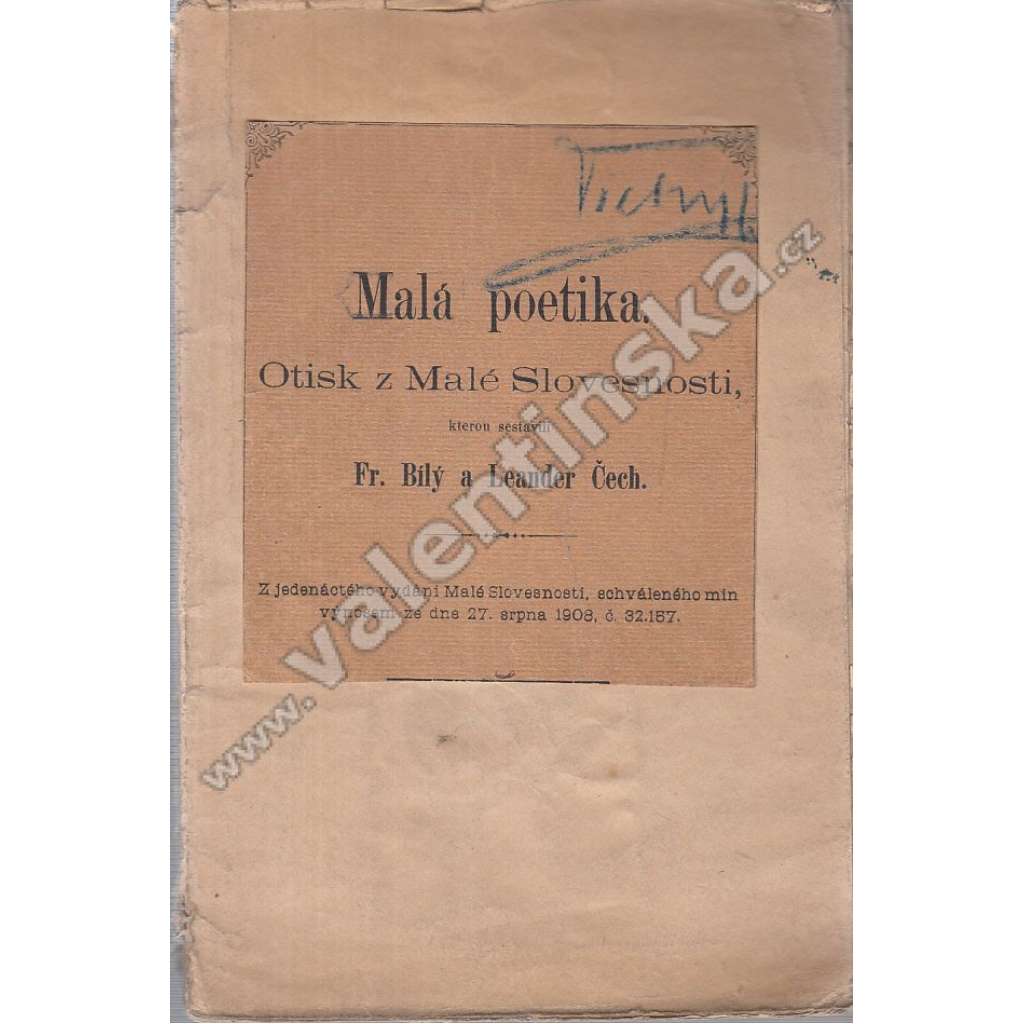 Malá poetika.
Otisk z Malé Slovesnosti,
kterou sestavili
Fr. Bílý a Leander Čech.
Z jedenáctého vydání Malé Slovesnosti, schváleného min
výnosem ze dne 27. srpna 1908, č. 32.157.
www.valentinska.cz